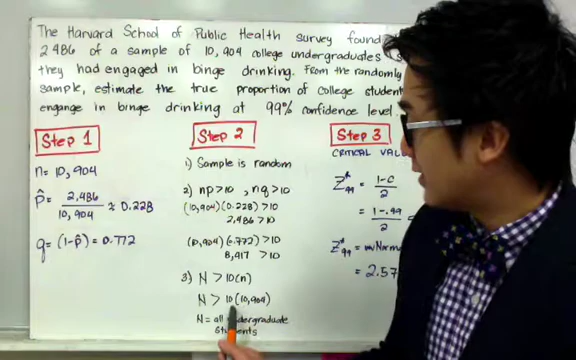 The Harvard School of Public Health survey found
2486 of a sample of 10,904 college undergraduates s
they had engaged in binge drinking. From the randomly
sample, estimate the true proportion of college student
engange in binge drinking at 99% confidence level.
Step 1
n= 10,904
p̂ = 2,486 / 10,904 ≈ 0.228
q = (1-p̂) = 0.772
Step 2
1) Sample is random
2) np>10 , nq>10
(10,904)(0.228) >10
2,486 >10
(10,904)(0.772) >10
8,417 >10
3) N > 10(n)
N > 10(10,904)
N = all undergraduate
students
Step 3
CRITICAL VALU
Z*99 = 1-C / 2
= 1-.99 / 2
Z*99 = invNorm
= 2.57